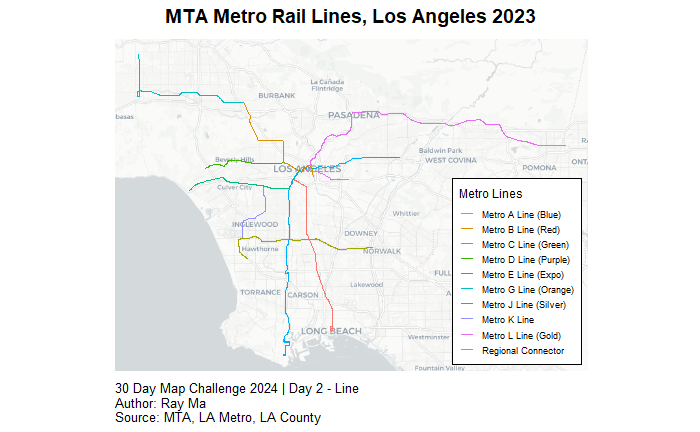 MTA Metro Rail Lines, Los Angeles 2023
La Cañada
Flintridge
BURBANK
PASADENA
abasas
Baldwin Park
WEST COVINA
POMONA
ONTA
Beverly Hills
LOS ANGELES
Culver City
Whittier
INGLEWOOD
DOWNEY
Hawthorne
NORWALK
FULL
Lakewood
TORRANCE
CARSON
LONG BEACH
Westminster
Fountain Valley
Metro Lines
Metro A Line (Blue)
Metro B Line (Red)
Metro C Line (Green)
Metro D Line (Purple)
Metro E Line (Expo)
Metro G Line (Orange)
Metro J Line (Silver)
Metro K Line
Metro L Line (Gold)
Regional Connector
30 Day Map Challenge 2024 | Day 2 - Line
Author: Ray Ma
Source: MTA, LA Metro, LA County